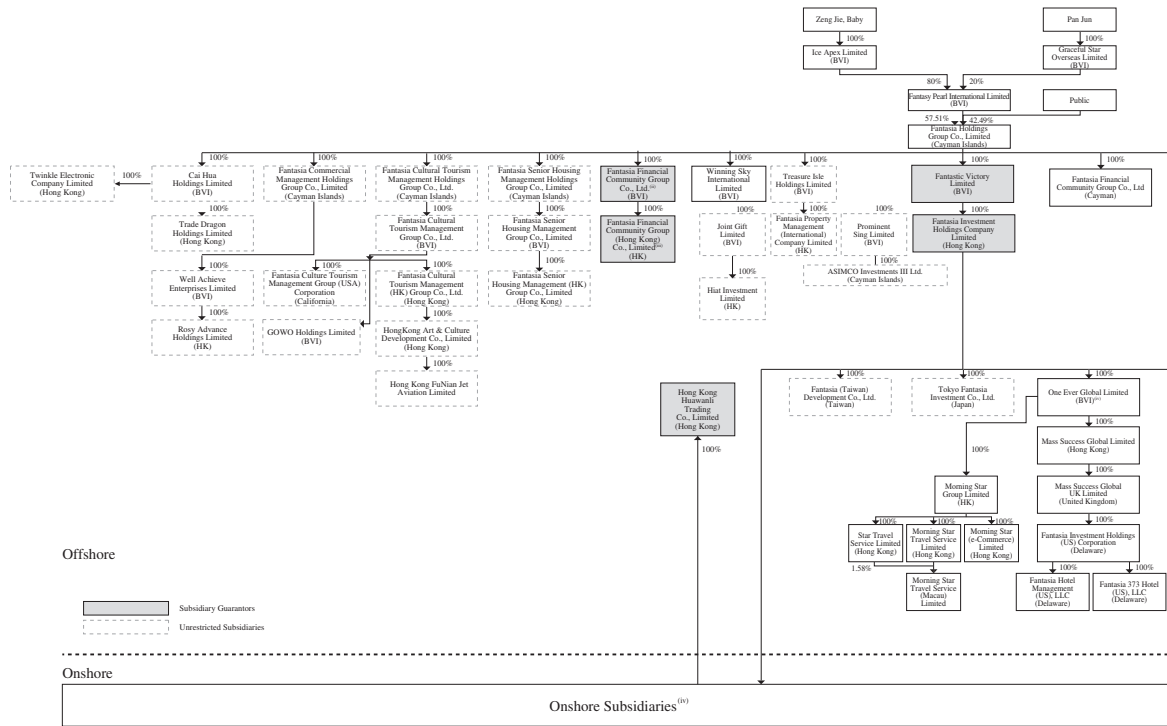 Zeng Jie, Baby
Pan Jun
100%
100%
Ice Apex Limited
(BVI)
Graceful Star
Overseas Limited
(BVI)
80%
20%
Fantasy Pearl International Limited
(BVI)
Public
57.51%
42.49%
Fantasia Holdings
Group Co., Limited
(Cayman Islands)
100%
100%
100%
100%
100%
100%
100%
100%
100%
100%
Twinkle Electronic
Company Limited
(Hong Kong)
Cai Hua
Holdings Limited
(BVI)
Fantasia Commercial
Management Holdings
Group Co., Limited
(Cayman Islands)
Fantasia Cultural Tourism
Management Holdings
Group Co., Ltd.
(Cayman Islands)
Fantasia Senior Housing
Management Holdings
Group Co., Limited
(Cayman Islands)
Fantasia Financial
Community Group
Co., Ltd.
(BVI)
Winning Sky
International
Limited
(BVI)
Treasure Isle
Holdings Limited
(BVI)
Fantastic Victory
Limited
(BVI)
Fantasia Financial
Community Group Co., Ltd
(Cayman)
100%
100%
100%
100%
100%
100%
100%
100%
Trade Dragon
Holdings Limited
(Hong Kong)
Fantasia Cultural
Tourism Management
Group Co., Ltd.
(BVI)
Fantasia Senior
Housing Management
Group Co., Limited
(BVI)
Fantasia Financial
Community Group
(Hong Kong)
Co., Limited
(HK)
Joint Gift
Limited
(BVI)
Fantasia Property
Management
(International)
Company Limited
(HK)
Prominent
Sing Limited
(BVI)
Fantasia Investment
Holdings Company
Limited
(Hong Kong)
100%
100%
100%
100%
100%
100%
Well Achieve
Enterprises Limited
(BVI)
Fantasia Culture Tourism
Management Group (USA)
Corporation
(California)
Fantasia Cultural
Tourism Management
(HK) Group Co., Ltd.
(Hong Kong)
Fantasia Senior
Housing Management (HK)
Group Co., Limited
(Hong Kong)
Hiat Investment
Limited
(HK)
ASIMCO Investments III Ltd.
(Cayman Islands)
100%
100%
100%
Rosy Advance
Holdings Limited
(HK)
GOWO Holdings Limited
(BVI)
HongKong Art & Culture
Development Co., Limited
(Hong Kong)
100%
Hong Kong FuNian Jet
Aviation Limited
100%
100%
100%
Hong Kong
Huawanli
Trading
Co., Limited
(Hong Kong)
Fantasia (Taiwan)
Development Co., Ltd.
(Taiwan)
Tokyo Fantasia
Investment Co., Ltd.
(Japan)
One Ever Global Limited
(BVI)
100%
100%
100%
Mass Success Global Limited
(Hong Kong)
100%
Morning Star
Group Limited
(HK)
Mass Success Global
UK Limited
(United Kingdom)
100%
100%
100%
100%
Star Travel
Service Limited
(Hong Kong)
Morning Star
Travel Service
Limited
(Hong Kong)
Morning Star
(e-Commerce)
Limited
(Hong Kong)
Fantasia Investment Holdings
(US) Corporation
(Delaware)
1.58%
100%
100%
Morning Star
Travel Service
(Macau)
Limited
Fantasia Hotel
Management
(US), LLC
(Delaware)
Fantasia 373 Hotel
(US), LLC
(Delaware)
Offshore
Subsidiary Guarantors
Unrestricted Subsidiaries
Onshore
Onshore Subsidiaries(iv)